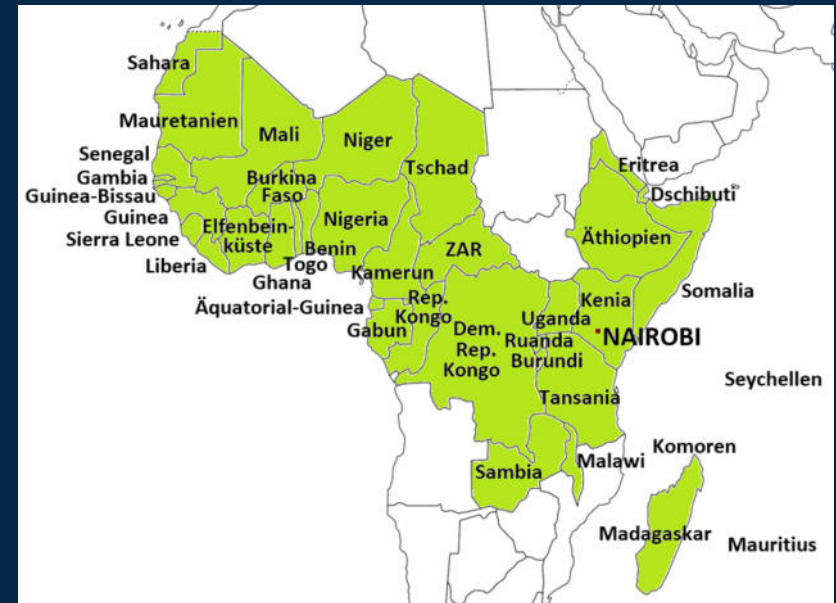 Sahara
Mauretanien
Mali
Niger
Tschad
Senegal
Gambia
Guinea-Bissau
Guinea
Sierra Leone
Liberia
Burkina
Faso
Elfenbein-
küste
Ghana
Togo
Benin
Nigeria
Kamerun
ZAR
Eritrea
Dschibuti
Äthiopien
Somalia
Äquatorial-Guinea
Gabun
Rep.
Kongo
Dem.
Rep.
Kongo
Uganda
Kenia
Ruanda
Burundi
NAIROBI
Tansania
Seychellen
Sambia
Malawi
Komoren
Madagaskar
Mauritius